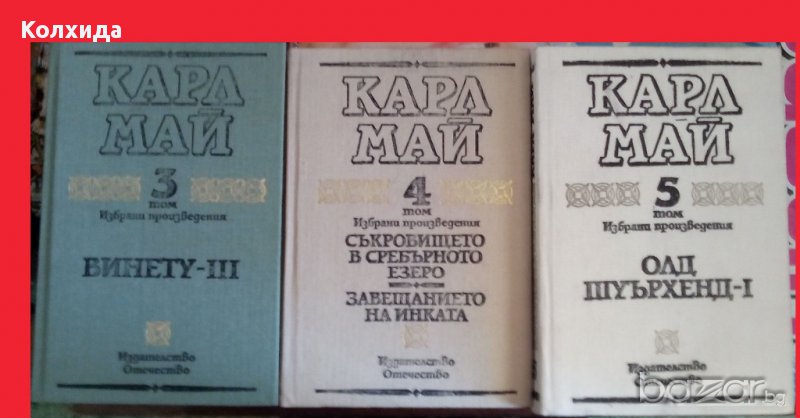 Колхида
КАРЛ
МАЙ
3
том
Избрани произведения
ВИНЕТУ-III
Издателство
Отечество
КАРЛ
МАЙ
4
том
Избрани произведения
СЪКРОВИЩЕТО
В СРЕБЪРНОТО
ЕЗЕРО
ЗАВЕЩАНИЕТО
НА ИНКАТА
Издателство
Отечество
КАРЛ
МАЙ
5
том
Избрани произведения
ОЛД
ШУЪРХЕНД-I
Издателство
Отечество
bazar.bg